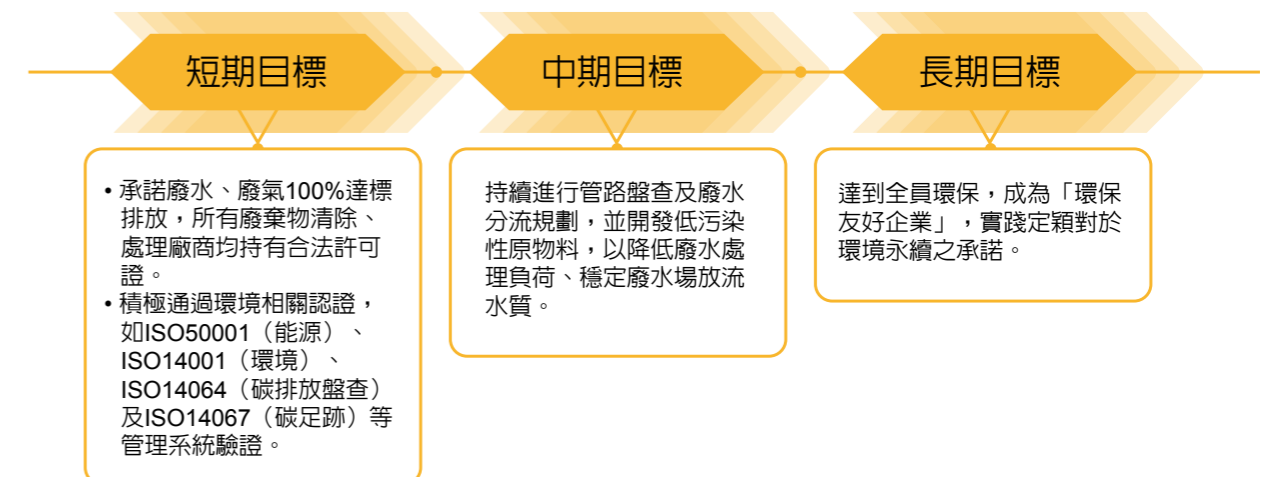 短期目標
• 承諾廢水、廢氣100%達標
排放，所有廢棄物清除、
處理廠商均持有合法許可
證。
• 積極通過環境相關認證，
如ISO50001（能源）、
ISO14001（環境）、
ISO14064（碳排放盤查）
及ISO14067（碳足跡）等
管理系統驗證。
中期目標
持續進行管路盤查及廢水
分流規劃，並開發低污染
性原物料，以降低廢水處
理負荷、穩定廢水場放流
水質。
長期目標
達到全員環保，成為「環保
友好企業」，實踐定穎對於
環境永續之承諾。